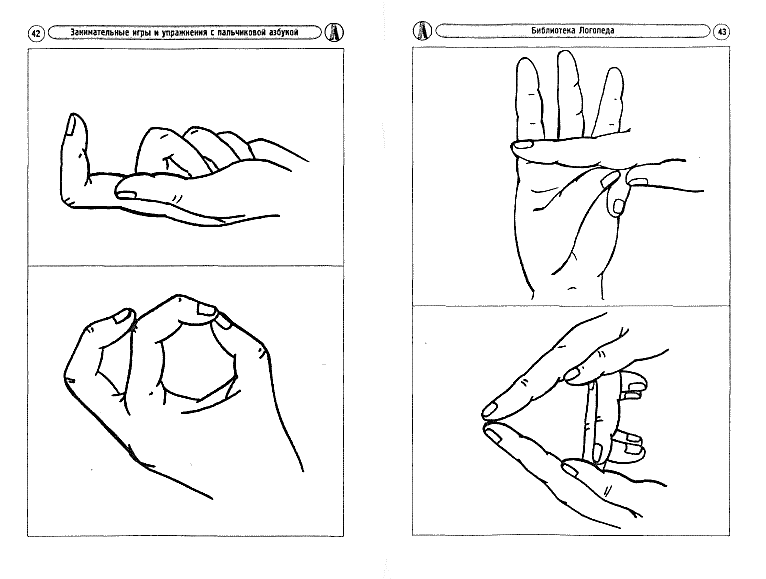 42
Занимательные игры и упражнения с пальчиковой азбукой
Библиотека Логопеда
43